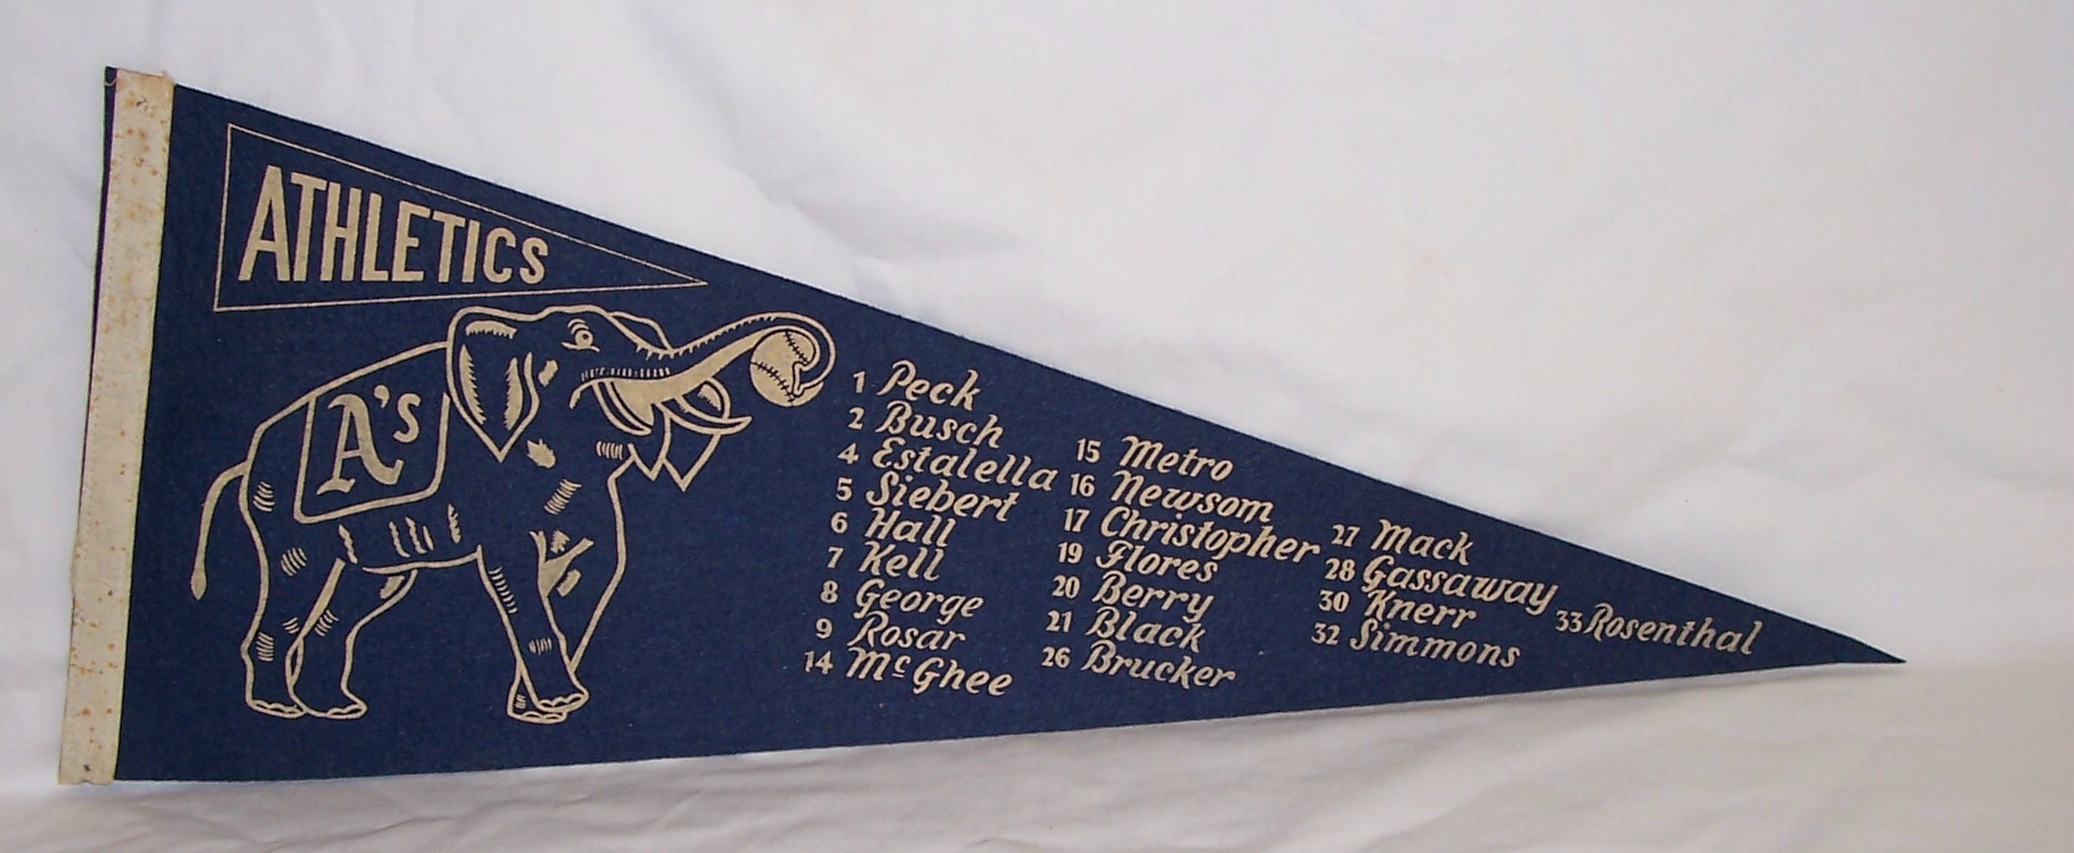 ATHLETICS
A's
1 Peck
2 Busch
4 Estalella
5 Siebert
6 Hall
7 Kell
8 George
9 Rosar
14 McGhee
15 Metro
16 Newsom
17 Christopher
19 Flores
20 Berry
21 Black
26 Brucker
27 Mack
28 Gassaway
30 Knerr
32 Simmons
33 Rosenthal